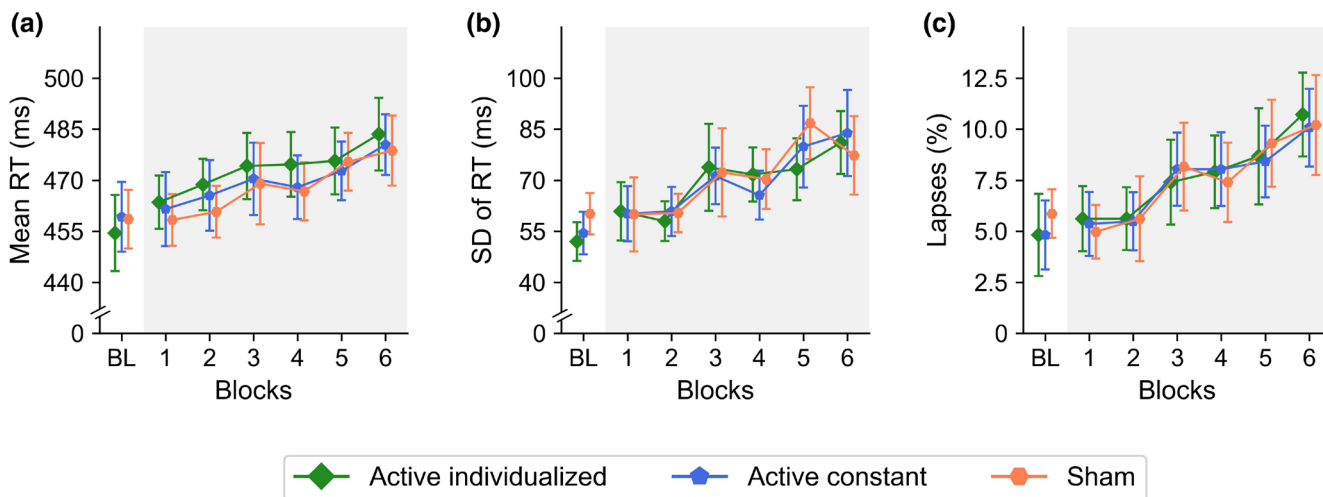 (a)
Mean RT (ms)
500
485
470
455
440
0
BL 1 2 3 4 5 6
Blocks
(b)
SD of RT (ms)
100
85
70
55
40
0
BL 1 2 3 4 5 6
Blocks
(c)
Lapses (%)
12.5
10.0
7.5
5.0
2.5
0
BL 1 2 3 4 5 6
Blocks
Active individualized Active constant Sham